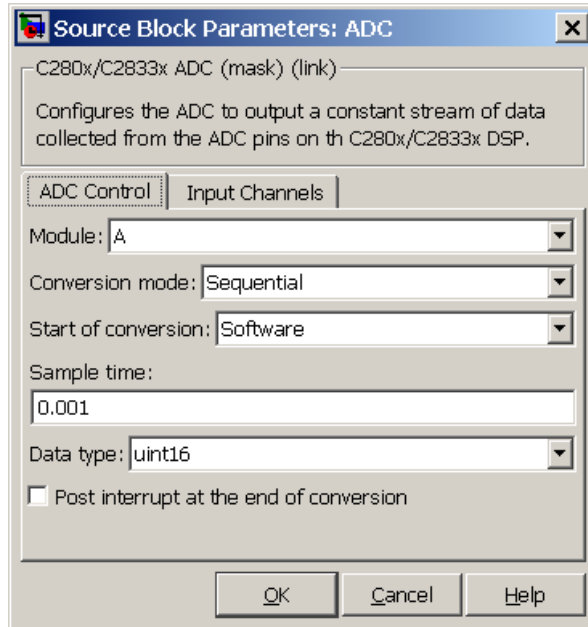 Source Block Parameters: ADC
C280x/C2833x ADC (mask) (link)
Configures the ADC to output a constant stream of data
collected from the ADC pins on th C280x/C2833x DSP.
ADC Control Input Channels
Module: A
Conversion mode: Sequential
Start of conversion: Software
Sample time:
0.001
Data type: uint16
Post interrupt at the end of conversion
OK Cancel Help